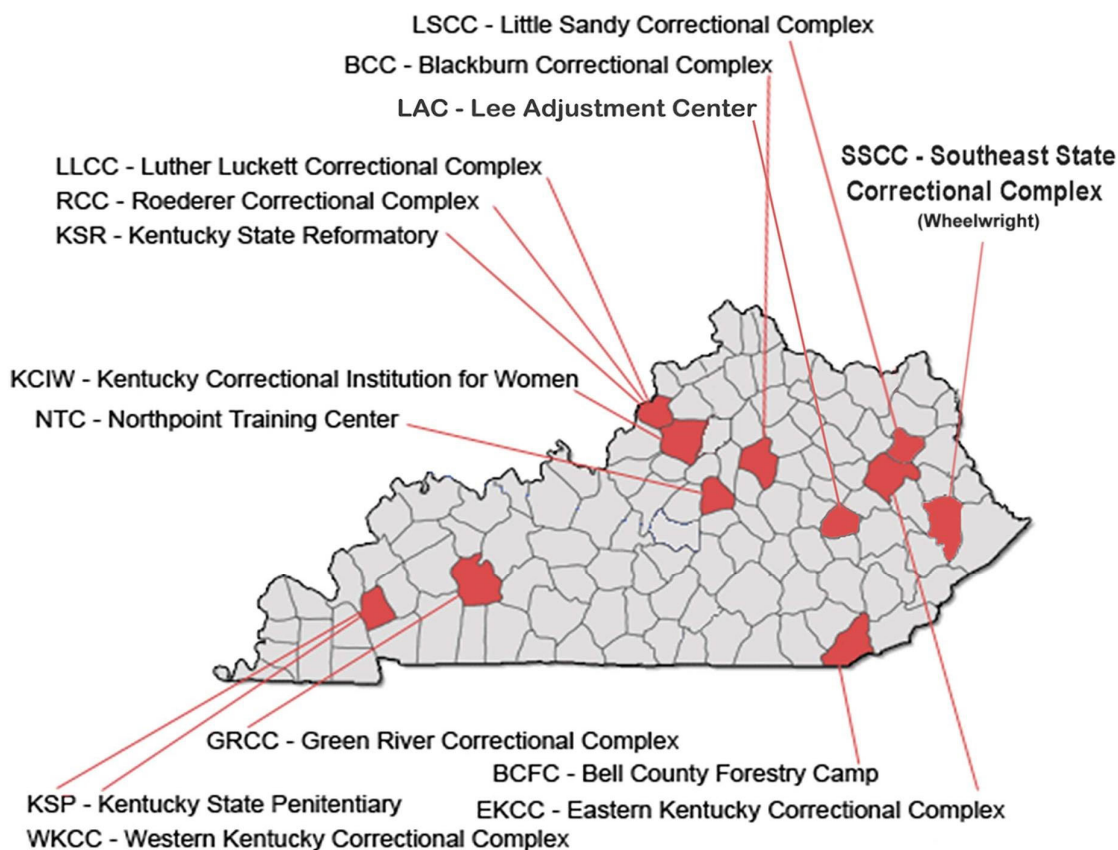 LSCC - Little Sandy Correctional Complex
BCC - Blackburn Correctional Complex
LAC - Lee Adjustment Center
SSCC - Southeast State
Correctional Complex
(Wheelwright)
LLCC - Luther Luckett Correctional Complex
RCC - Roederer Correctional Complex
KSR - Kentucky State Reformatory
KCIW - Kentucky Correctional Institution for Women
NTC - Northpoint Training Center
GRCC - Green River Correctional Complex
BCFC - Bell County Forestry Camp
KSP - Kentucky State Penitentiary
EKCC - Eastern Kentucky Correctional Complex
WKCC - Western Kentucky Correctional Complex